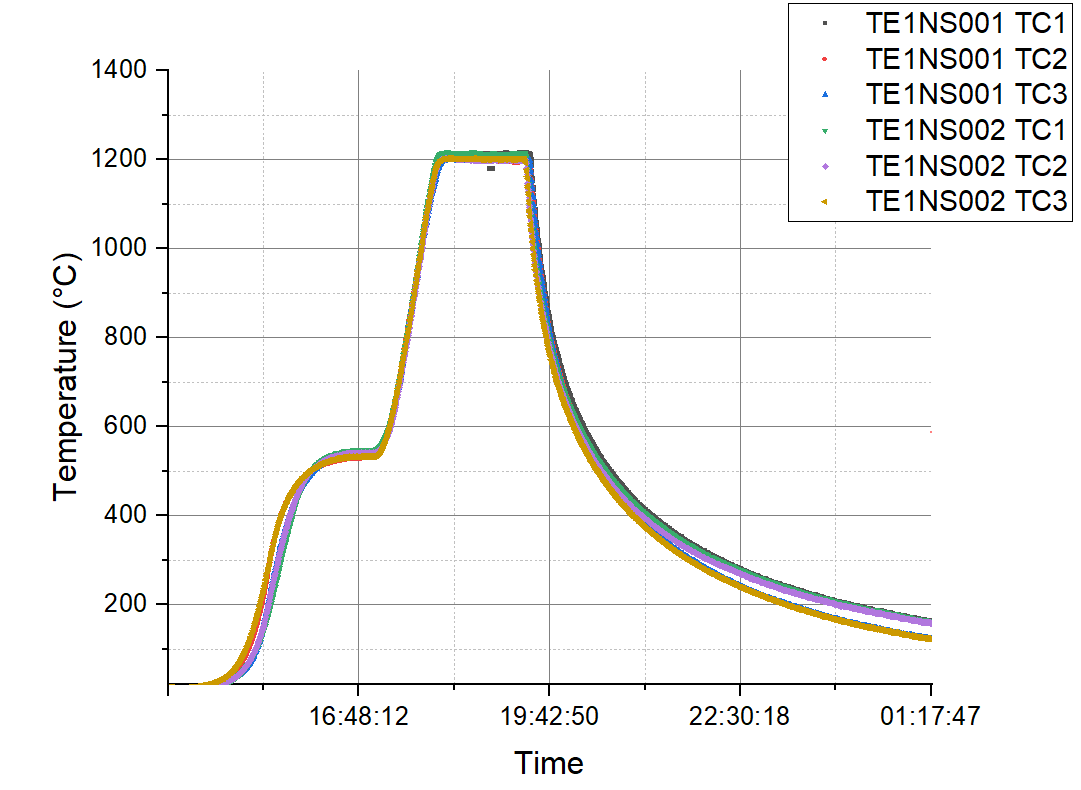 TE1NS001 TC1
TE1NS001 TC2
TE1NS001 TC3
TE1NS002 TC1
TE1NS002 TC2
TE1NS002 TC3
1400
1200
1000
800
600
400
200
Temperature (°C)
16:48:12
19:42:50
22:30:18
01:17:47
Time